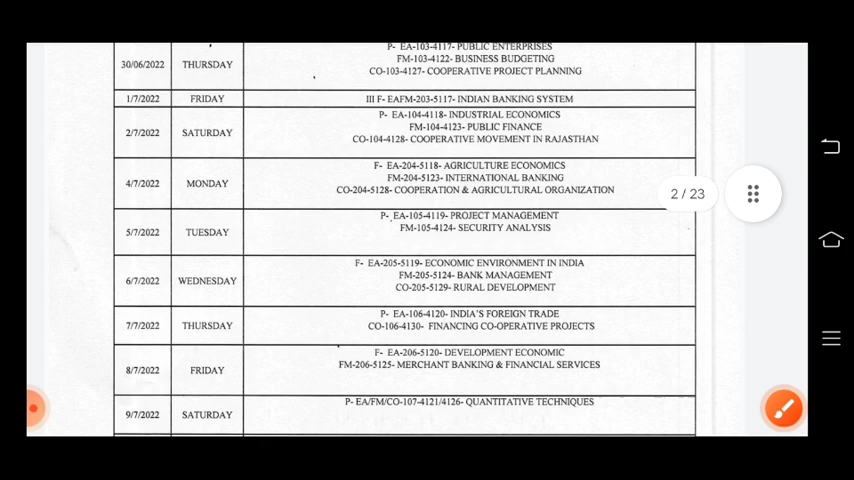 P- EA-103-4117- PUBLIC ENTERPRISES
30/06/2022 THURSDAY FM-103-4122- BUSINESS BUDGETING
CO-103-4127- COOPERATIVE PROJECT PLANNING
1/7/2022 FRIDAY III F- EAFM-203-5117- INDIAN BANKING SYSTEM
P- EA-104-4118- INDUSTRIAL ECONOMICS
2/7/2022 SATURDAY FM-104-4123- PUBLIC FINANCE
CO-104-4128- COOPERATIVE MOVEMENT IN RAJASTHAN
F- EA-204-5118- AGRICULTURE ECONOMICS
4/7/2022 MONDAY FM-204-5123- INTERNATIONAL BANKING
CO-204-5128- COOPERATION & AGRICULTURAL ORGANIZATION
2 / 23
P- EA-105-4119- PROJECT MANAGEMENT
5/7/2022 TUESDAY FM-105-4124- SECURITY ANALYSIS
F- EA-205-5119- ECONOMIC ENVIRONMENT IN INDIA
6/7/2022 WEDNESDAY FM-205-5124- BANK MANAGEMENT
CO-205-5129- RURAL DEVELOPMENT
P- EA-106-4120- INDIA'S FOREIGN TRADE
7/7/2022 THURSDAY CO-106-4130- FINANCING CO-OPERATIVE PROJECTS
F- EA-206-5120- DEVELOPMENT ECONOMIC
8/7/2022 FRIDAY FM-206-5125- MERCHANT BANKING & FINANCIAL SERVICES
9/7/2022 SATURDAY P- EA/FM/CO-107-4121/4126- QUANTITATIVE TECHNIQUES